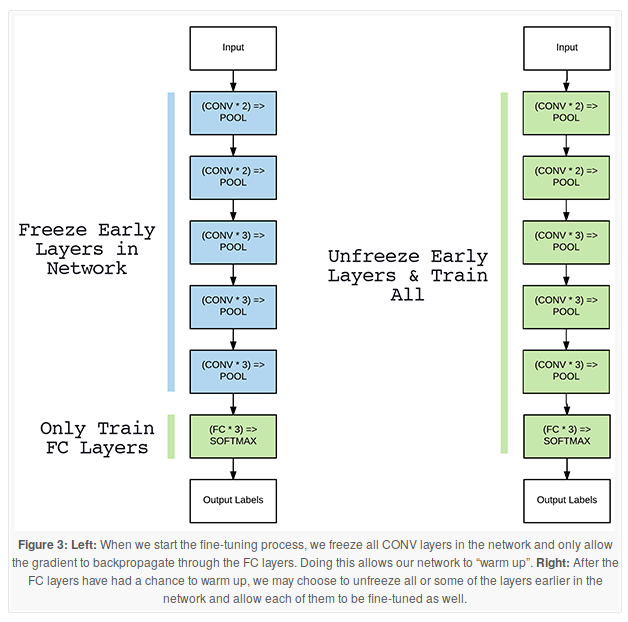 Input
(CONV * 2) =>
POOL
(CONV * 2) =>
POOL
(CONV * 3) =>
POOL
(CONV * 3) =>
POOL
(CONV * 3) =>
POOL
(FC * 3) =>
SOFTMAX
Output Labels
Freeze Early
Layers in
Network
Only Train
FC Layers
Input
(CONV * 2) =>
POOL
(CONV * 2) =>
POOL
(CONV * 3) =>
POOL
(CONV * 3) =>
POOL
(CONV * 3) =>
POOL
(FC * 3) =>
SOFTMAX
Output Labels
Unfreeze Early
Layers & Train
All
Figure 3: Left: When we start the fine-tuning process, we freeze all CONV layers in the network and only allow
the gradient to backpropagate through the FC layers. Doing this allows our network to “warm up”. Right: After the
FC layers have had a chance to warm up, we may choose to unfreeze all or some of the layers earlier in the
network and allow each of them to be fine-tuned as well.